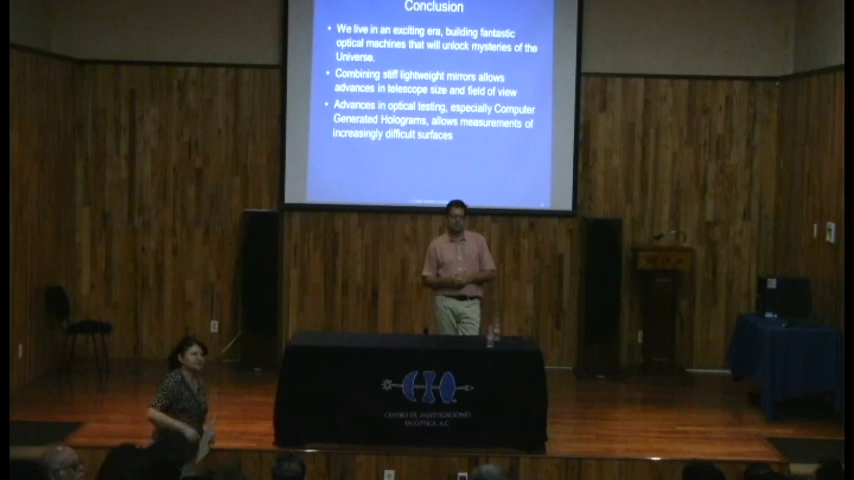 Conclusion
• We live in an exciting era, building fantastic
optical machines that will unlock mysteries of the
Universe.
• Combining stiff lightweight mirrors allows
advances in telescope size and field of view
• Advances in optical testing, especially Computer
Generated Holograms, allows measurements of
increasingly difficult surfaces
CIO
CENTRO DE INVESTIGACIONES
EN OPTICA, A.C.